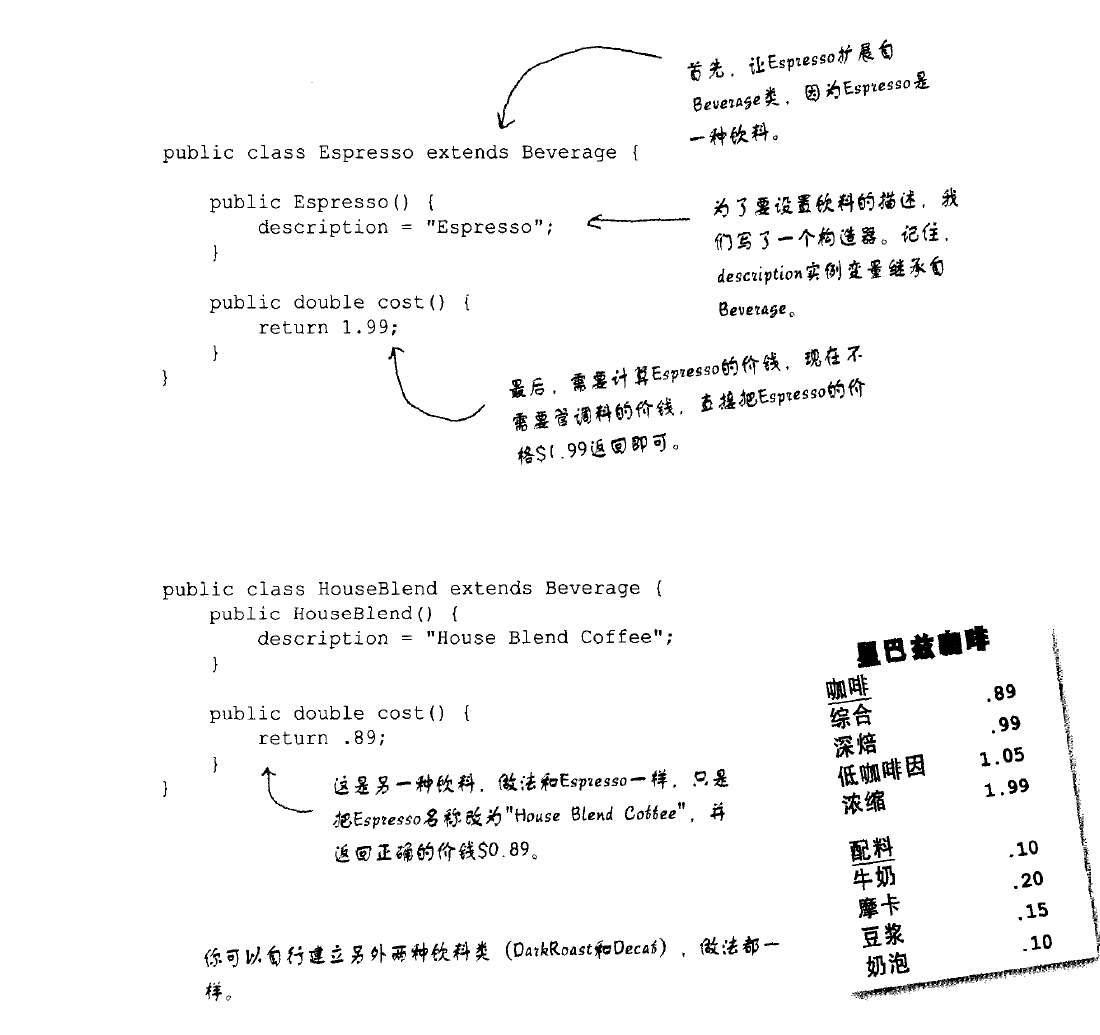 首先，让Espresso扩展自
Beverage类，因为Espresso是
一种饮料。
public class Espresso extends Beverage {
public Espresso() {
description = "Espresso";
}
为了要设置饮料的描述，我
们写了一个构造器。记住，
description实例变量继承自
Beverage。
public double cost() {
return 1.99;
}
}
最后，需要计算Espresso的价钱，现在不
需要管调料的价钱，直接把Espresso的价
格$1.99返回即可。
public class HouseBlend extends Beverage {
public HouseBlend() {
description = "House Blend Coffee";
}
public double cost() {
return .89;
}
}
这是另一种饮料，做法和Espresso一样，只是
把Espresso名称改为"House Blend Coffee"，并
返回正确的价钱$0.89。
你可以自行建立另外两种饮料类（DarkRoast和Decaf），做法都一
样。
星巴兹咖啡
咖啡
综合 .89
深焙 .99
低咖啡因 1.05
浓缩 1.99
配料
牛奶 .10
摩卡 .20
豆浆 .15
奶泡 .10